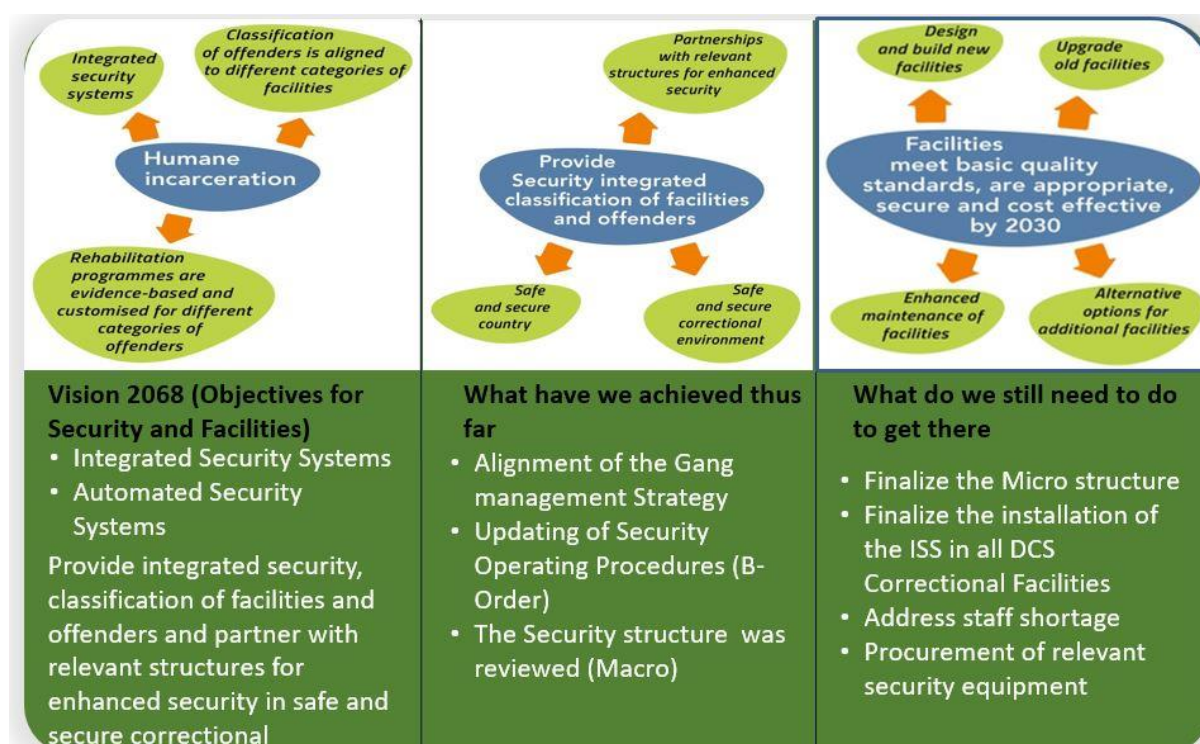 Integrated
security
systems
Classification
of offenders is aligned
to different categories of
facilities
Humane
incarceration
Rehabilitation
programmes are
evidence-based and
customised for different
categories of
offenders
Partnerships
with relevant
structures for enhanced
security
Provide
Security integrated
classification of facilities
and offenders
Safe
and secure
country
Safe
and secure
correctional
environment
Design
and build new
facilities
Upgrade
old facilities
Facilities
meet basic quality
standards, are appropriate,
secure and cost effective
by 2030
Enhanced
maintenance of
facilities
Alternative
options for
additional facilities
Vision 2068 (Objectives for
Security and Facilities)
• Integrated Security Systems
• Automated Security
Systems
Provide integrated security,
classification of facilities and
offenders and partner with
relevant structures for
enhanced security in safe and
secure correctional
What have we achieved thus
far
• Alignment of the Gang
management Strategy
• Updating of Security
Operating Procedures (B-
Order)
• The Security structure was
reviewed (Macro)
What do we still need to do
to get there
• Finalize the Micro structure
• Finalize the installation of
the ISS in all DCS
Correctional Facilities
• Address staff shortage
• Procurement of relevant
security equipment